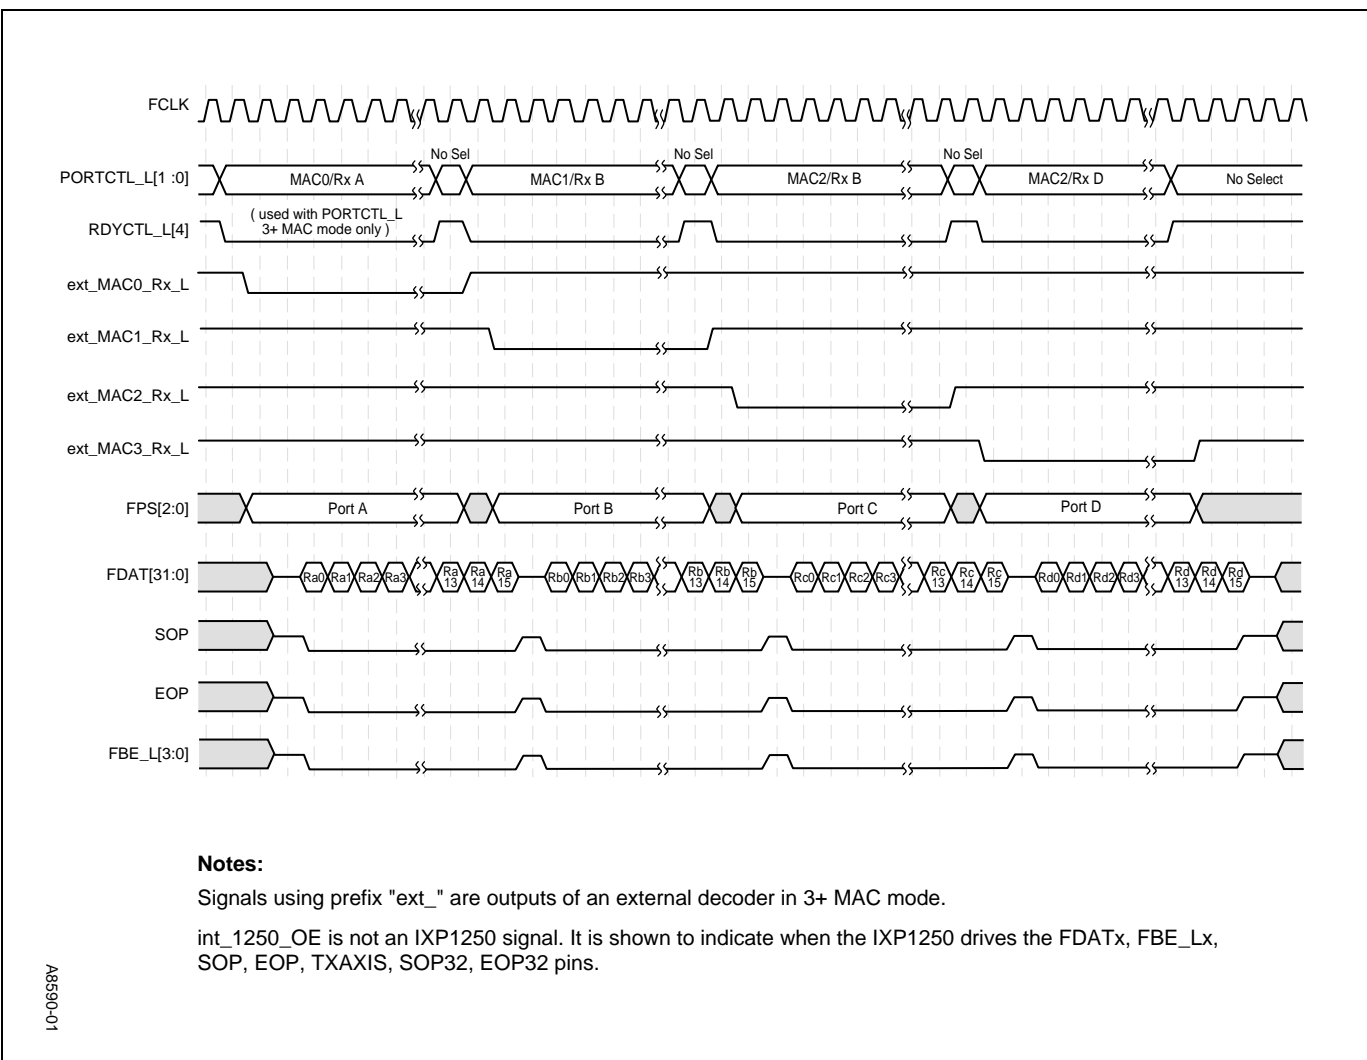 FCLK
No Sel No Sel No Sel
PORTCTL_L[1 :0] MAC0/Rx A MAC1/Rx B MAC2/Rx B MAC2/Rx D No Select
( used with PORTCTL_L
RDYCTL_L[4] 3+ MAC mode only )
ext_MAC0_Rx_L
ext_MAC1_Rx_L
ext_MAC2_Rx_L
ext_MAC3_Rx_L
FPS[2:0] Port A Port B Port C Port D
FDAT[31:0] Ra0 Ra1 Ra2 Ra3 Ra 13 Ra 14 Ra 15 Rb0 Rb1 Rb2 Rb3 Rb 13 Rb 14 Rb 15 Rc0 Rc1 Rc2 Rc3 Rc 13 Rc 14 Rc 15 Rd0 Rd1 Rd2 Rd3 Rd 13 Rd 14 Rd 15
SOP
EOP
FBE_L[3:0]
Notes:
Signals using prefix "ext_" are outputs of an external decoder in 3+ MAC mode.
int_1250_OE is not an IXP1250 signal. It is shown to indicate when the IXP1250 drives the FDATx, FBE_Lx,
SOP, EOP, TXAXIS, SOP32, EOP32 pins.
A8590-01